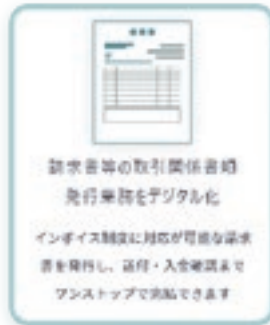 請求書等の取引関係書類
発行業務をデジタル化
インボイス制度に対応が可能な請求
書を発行し、送付・入金確認まで
ワンストップで完結できます